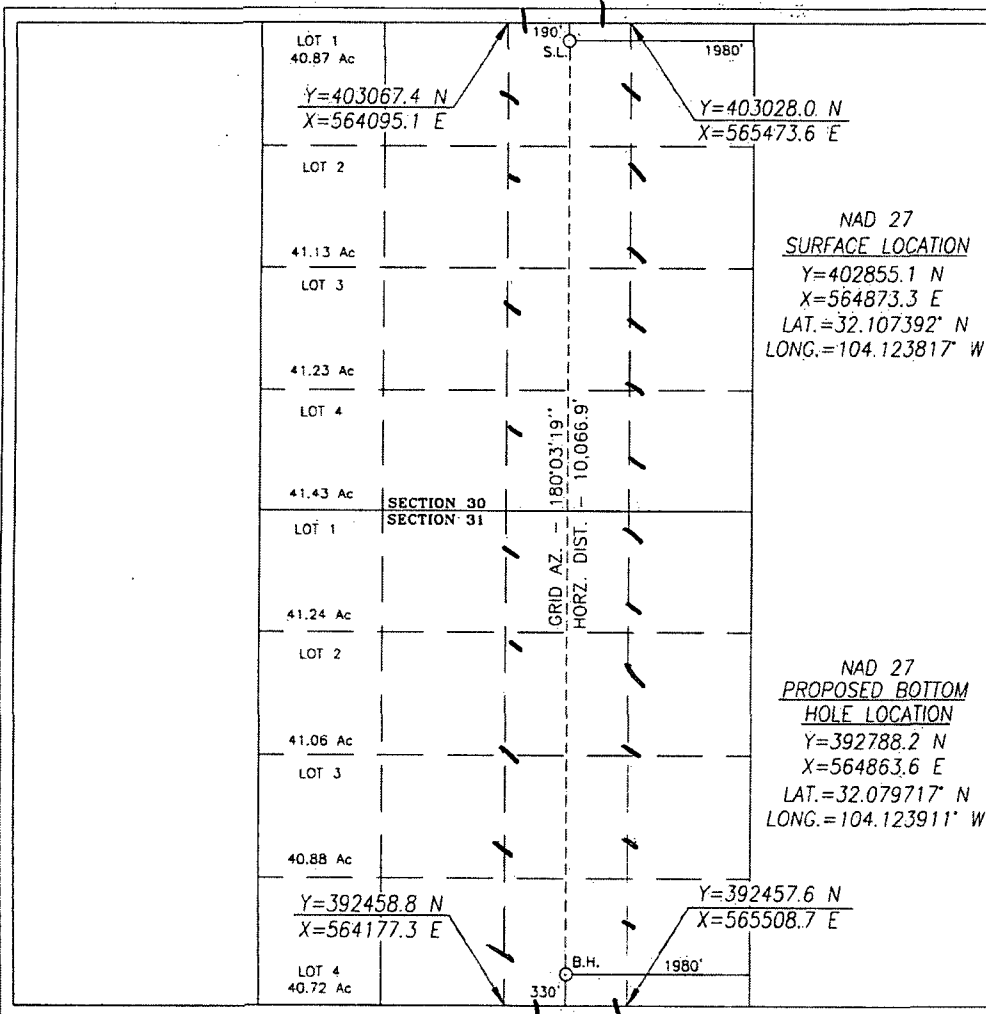 LOT 1
40.87 Ac
190'
S.L.
1980'
Y=403067.4 N
X=564095.1 E
Y=403028.0 N
X=565473.6 E
LOT 2
41.13 Ac
NAD 27
SURFACE LOCATION
Y=402855.1 N
X=564873.3 E
LAT.=32.107392° N
LONG.=104.123817° W
LOT 3
41.23 Ac
LOT 4
41.43 Ac
SECTION 30
SECTION 31
GRID AZ. - 180°03'19"
HORZ. DIST. - 10,066.9'
LOT 1
41.24 Ac
LOT 2
41.06 Ac
NAD 27
PROPOSED BOTTOM
HOLE LOCATION
Y=392788.2 N
X=564863.6 E
LAT.=32.079717° N
LONG.=104.123911° W
LOT 3
40.88 Ac
Y=392458.8 N
X=564177.3 E
Y=392457.6 N
X=565508.7 E
LOT 4
40.72 Ac
B.H.
1980'
330'